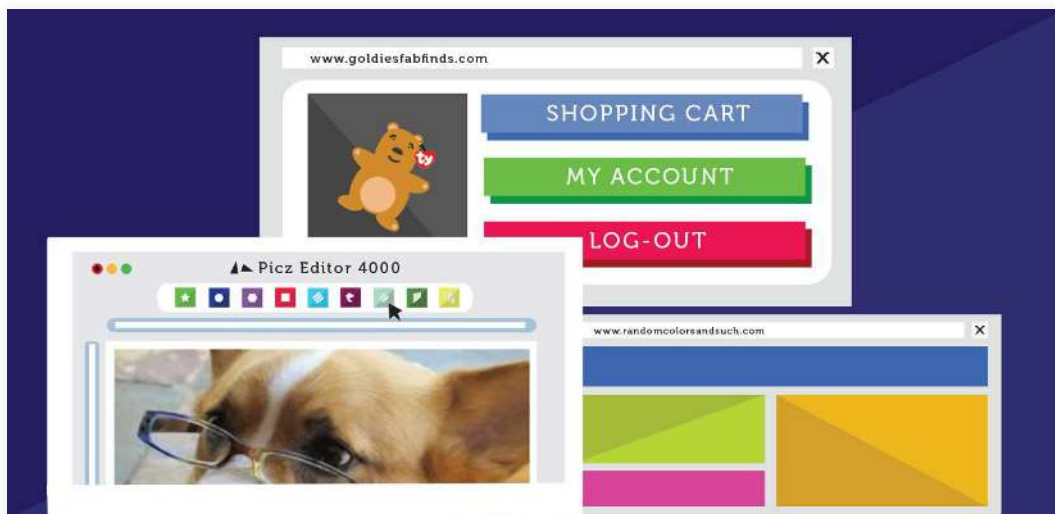 www.goldiesfabfinds.com
X
ty
SHOPPING CART
MY ACCOUNT
LOG-OUT
Picz Editor 4000
www.randomcolorsandsuch.com
X